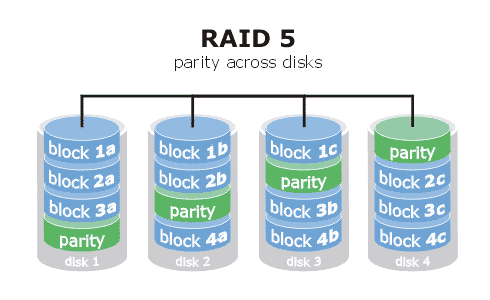 RAID 5
parity across disks
block 1a
block 2a
block 3a
parity
disk 1
block 1b
block 2b
parity
block 4a
disk 2
block 1c
parity
block 3b
block 4b
disk 3
parity
block 2c
block 3c
block 4c
disk 4